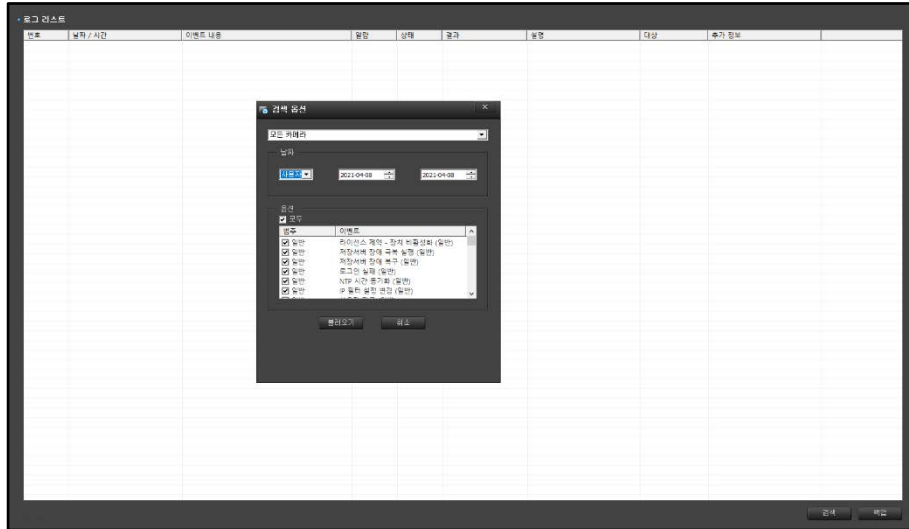 로그 리스트
번호 날짜 / 시간 이벤트 내용 알람 상태 결과 설명 대상 추가 정보
검색 옵션
모든 카메라
날짜
사용자 2021-04-08 2021-04-08
옵션
모두
범주 이벤트
일반 라이선스 제약 - 장치 비활성화 (일반)
일반 저장서버 장애 극복 실행 (일반)
일반 저장서버 장애 복구 (일반)
일반 로그인 실패 (일반)
일반 NTP 시간 동기화 (일반)
일반 IP 필터 설정 변경 (일반)
불러오기 취소
검색 백업